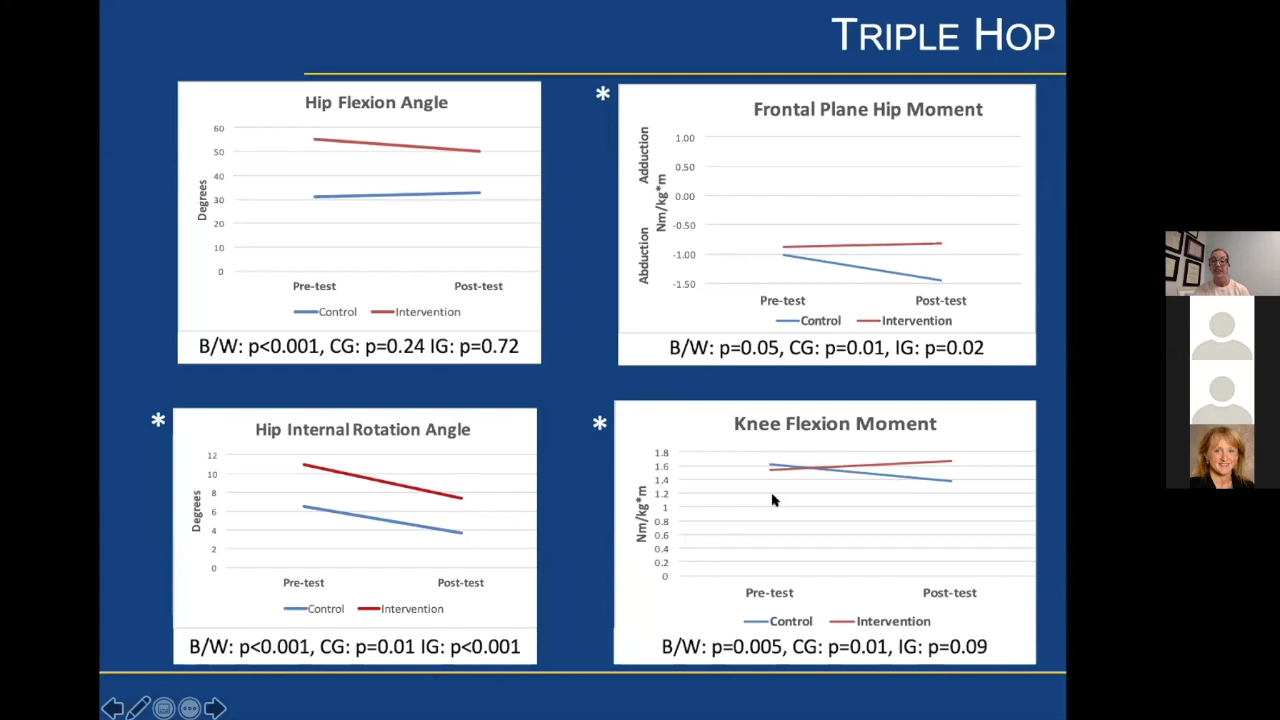 TRIPLE HOP
*
Hip Flexion Angle
60
50
40
30
20
10
0
Degrees
Pre-test Post-test
Control Intervention
B/W: p<0.001, CG: p=0.24 IG: p=0.72
*
Frontal Plane Hip Moment
Adduction
Abduction
Nm/kg*m
1.00
0.50
0.00
-0.50
-1.00
-1.50
Pre-test Post-test
Control Intervention
B/W: p=0.05, CG: p=0.01, IG: p=0.02
*
Hip Internal Rotation Angle
12
10
8
6
4
2
0
Degrees
Pre-test Post-test
Control Intervention
B/W: p<0.001, CG: p=0.01 IG: p<0.001
Knee Flexion Moment
1.8
1.6
1.4
1.2
1
0.8
0.6
0.4
0.2
0
Nm/kg*m
Pre-test Post-test
Control Intervention
B/W: p=0.005, CG: p=0.01, IG: p=0.09